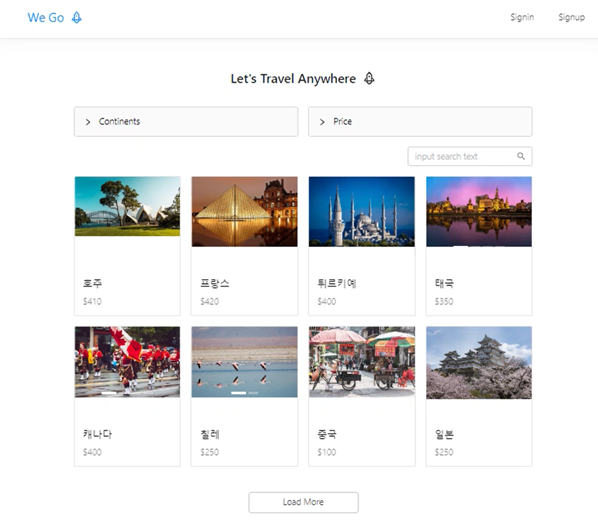 We Go
Signin Signup
Let's Travel Anywhere
Continents Price
input search text
호주 프랑스 튀르키예 태국
$410 $420 $400 $350
캐나다 칠레 중국 일본
$400 $250 $100 $250
Load More